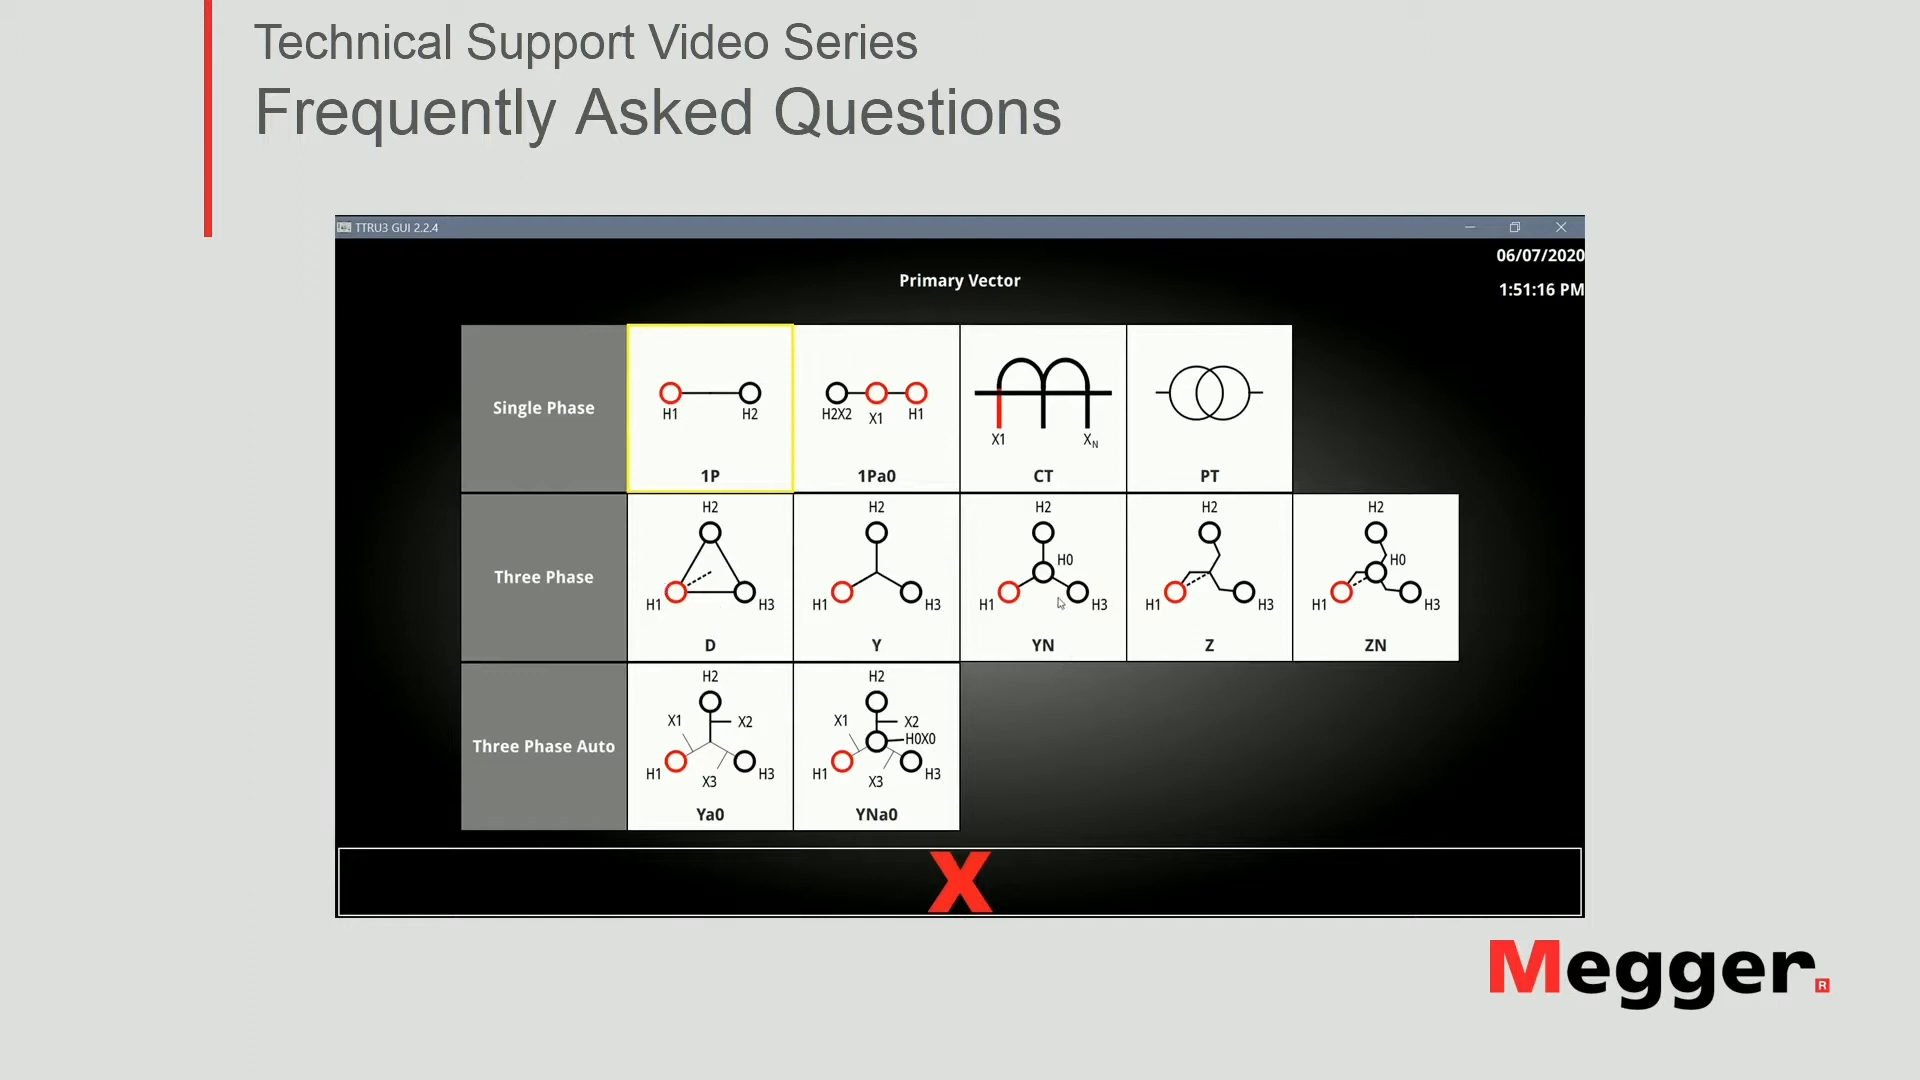 Technical Support Video Series
Frequently Asked Questions
TTRU3 GUI 2.2.4
06/07/2020
Primary Vector
1:51:16 PM
Single Phase
H1 H2
1P
H2X2 X1 H1
1Pa0
X1 XN
CT
PT
Three Phase
H2
H1 H3
D
H2
H1 H3
Y
H2
H0
H1 H3
YN
H2
H1 H3
Z
H2
H0
H1 H3
ZN
Three Phase Auto
H2
X1 X2
H1 H3
X3
Ya0
H2
X1 X2
H0X0
H1 H3
X3
YNa0
X
Megger®